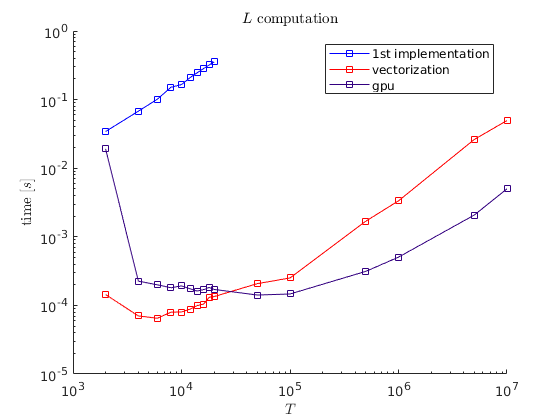 L computation
1st implementation
vectorization
gpu
time [s]
10^0
10^-1
10^-2
10^-3
10^-4
10^-5
10^3 10^4 10^5 10^6 10^7
T